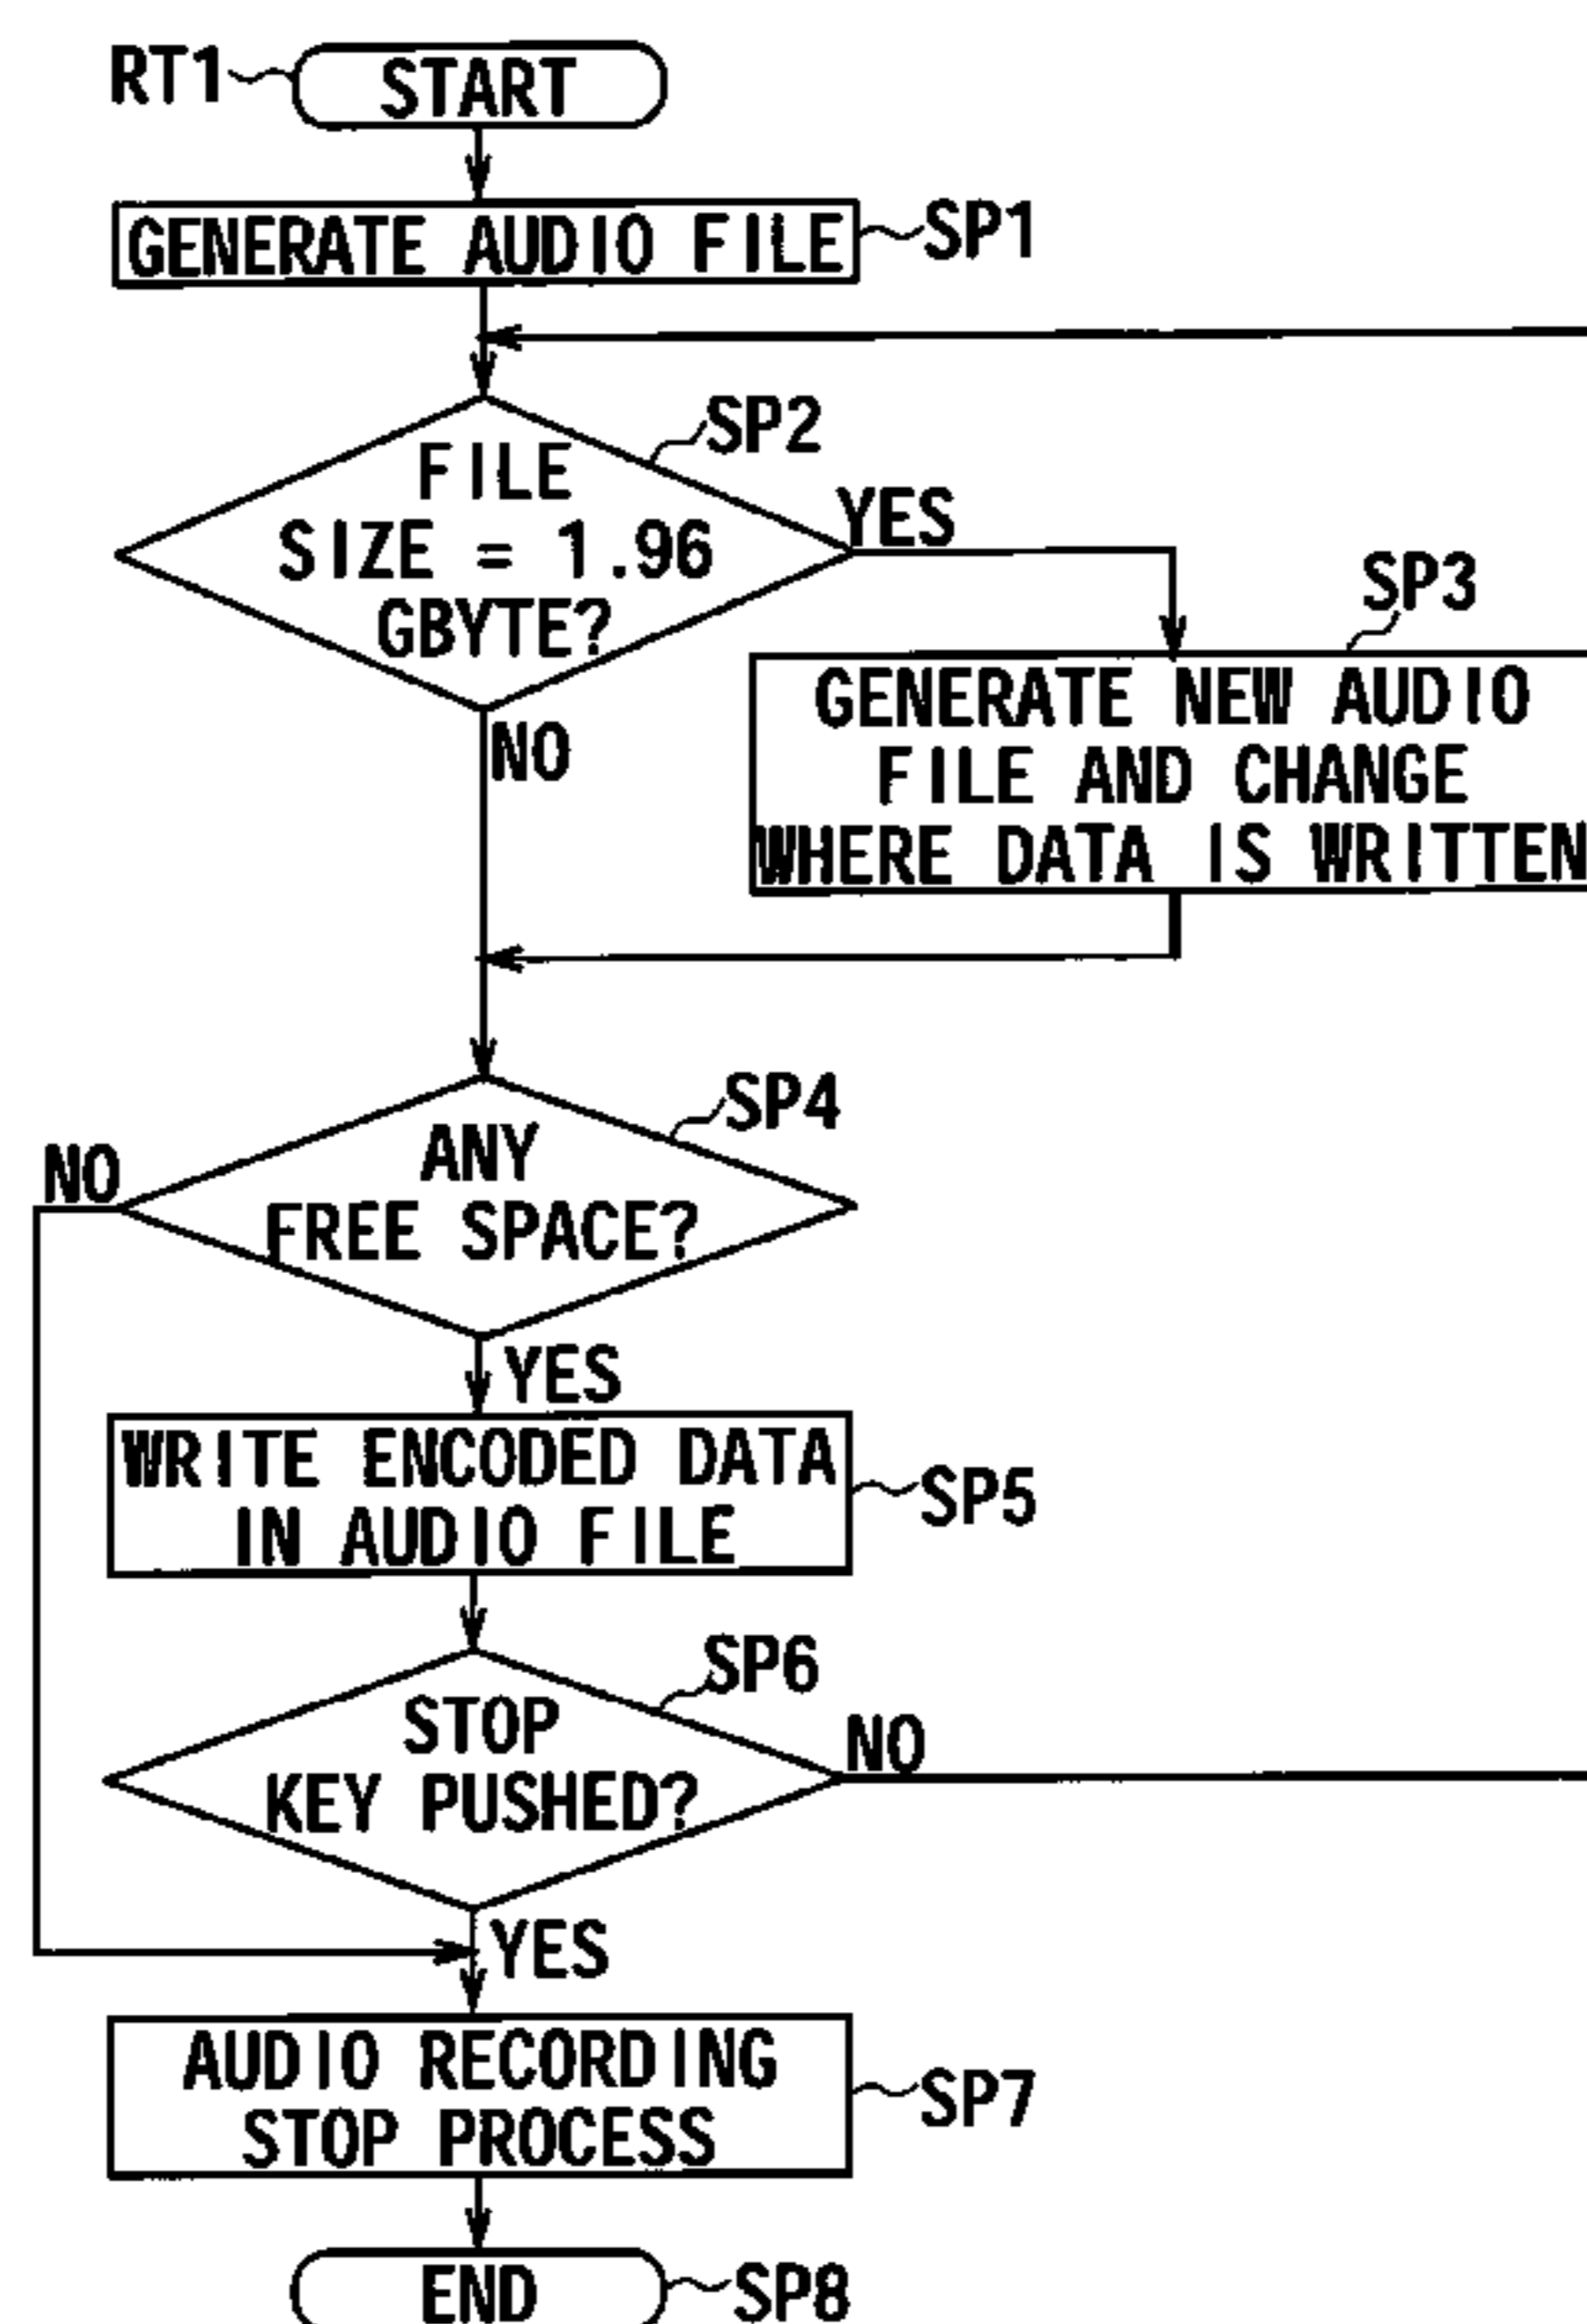 RT1
START
GENERATE AUDIO FILE
SP1
SP2
FILE
SIZE = 1.96
GBYTE?
YES
NO
SP3
GENERATE NEW AUDIO
FILE AND CHANGE
WHERE DATA IS WRITTEN
SP4
ANY
FREE SPACE?
NO
YES
WRITE ENCODED DATA
IN AUDIO FILE
SP5
SP6
STOP
KEY PUSHED?
NO
YES
AUDIO RECORDING
STOP PROCESS
SP7
END
SP8